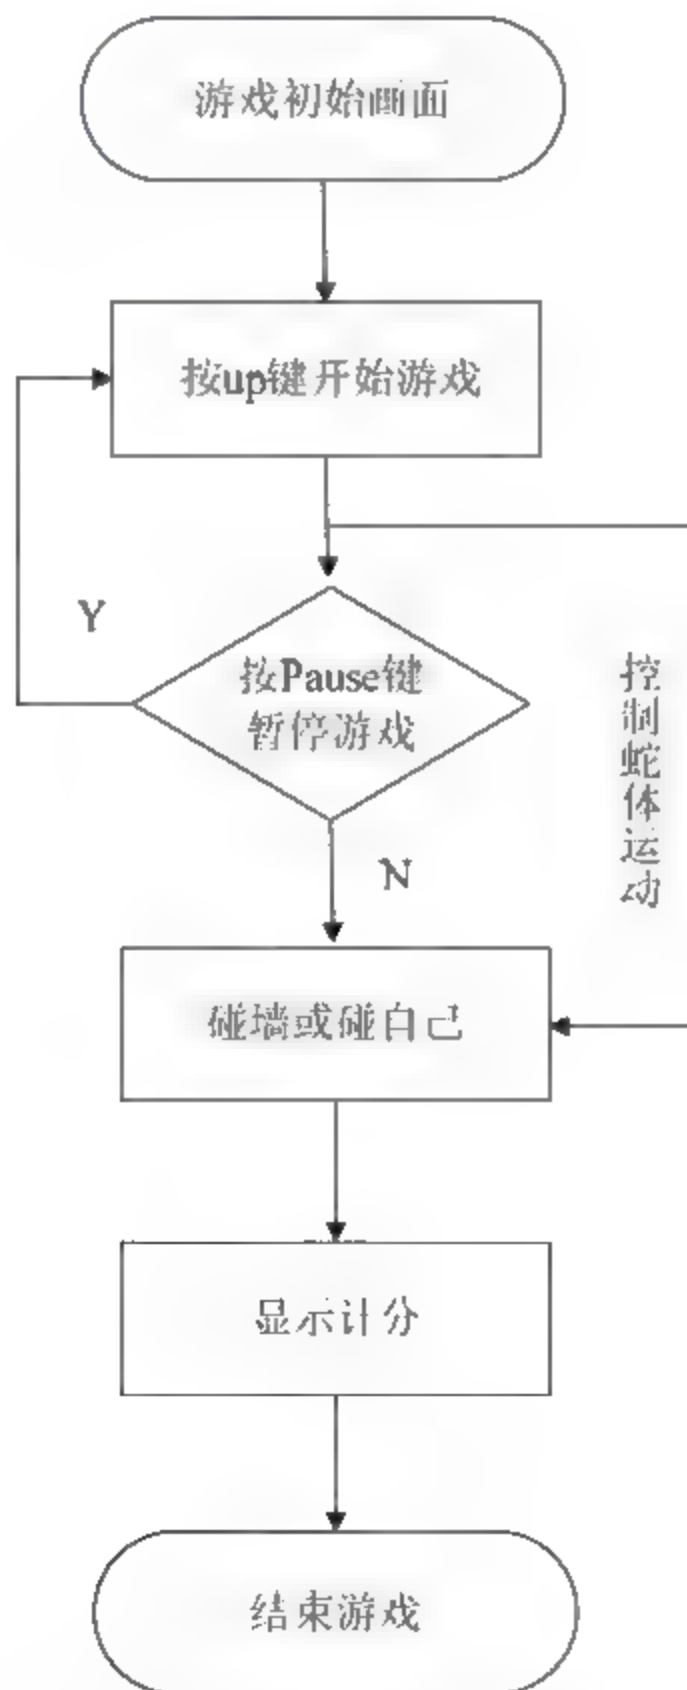 游戏初始画面
按up键开始游戏
Y
按Pause键
暂停游戏
控制蛇体运动
N
碰墙或碰自己
显示计分
结束游戏